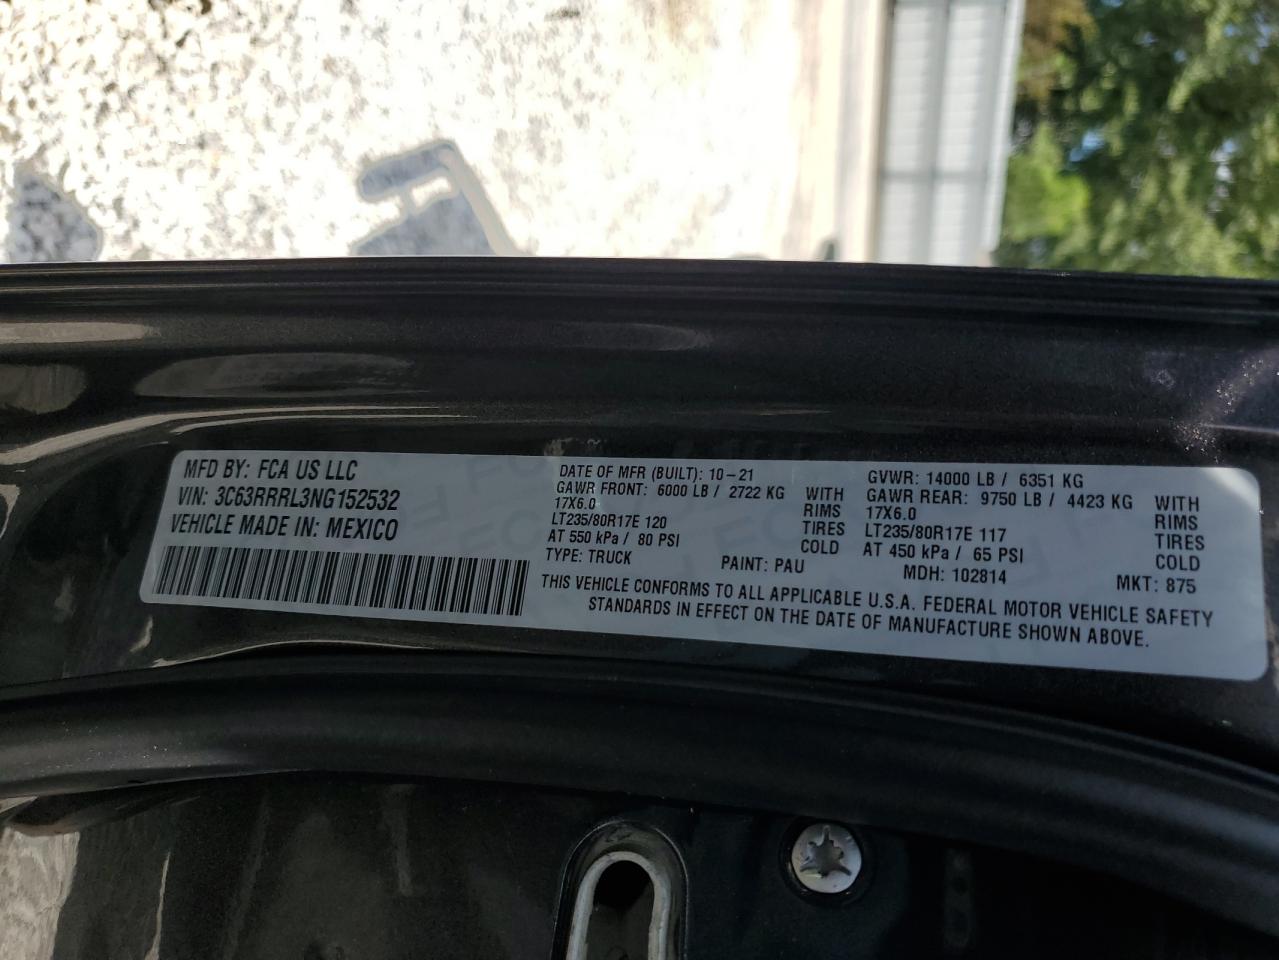 MFD BY: FCA US LLC
VIN: 3C63RRRL3NG152532
VEHICLE MADE IN: MEXICO
DATE OF MFR (BUILT): 10-21
GAWR FRONT: 6000 LB / 2722 KG WITH
17X6.0 RIMS
LT235/80R17E 120 TIRES
AT 550 kPa / 80 PSI COLD
TYPE: TRUCK PAINT: PAU
GVWR: 14000 LB / 6351 KG
GAWR REAR: 9750 LB / 4423 KG WITH
17X6.0 RIMS
LT235/80R17E 117 TIRES
AT 450 kPa / 65 PSI COLD
MDH: 102814 MKT: 875
THIS VEHICLE CONFORMS TO ALL APPLICABLE U.S.A. FEDERAL MOTOR VEHICLE SAFETY
STANDARDS IN EFFECT ON THE DATE OF MANUFACTURE SHOWN ABOVE.